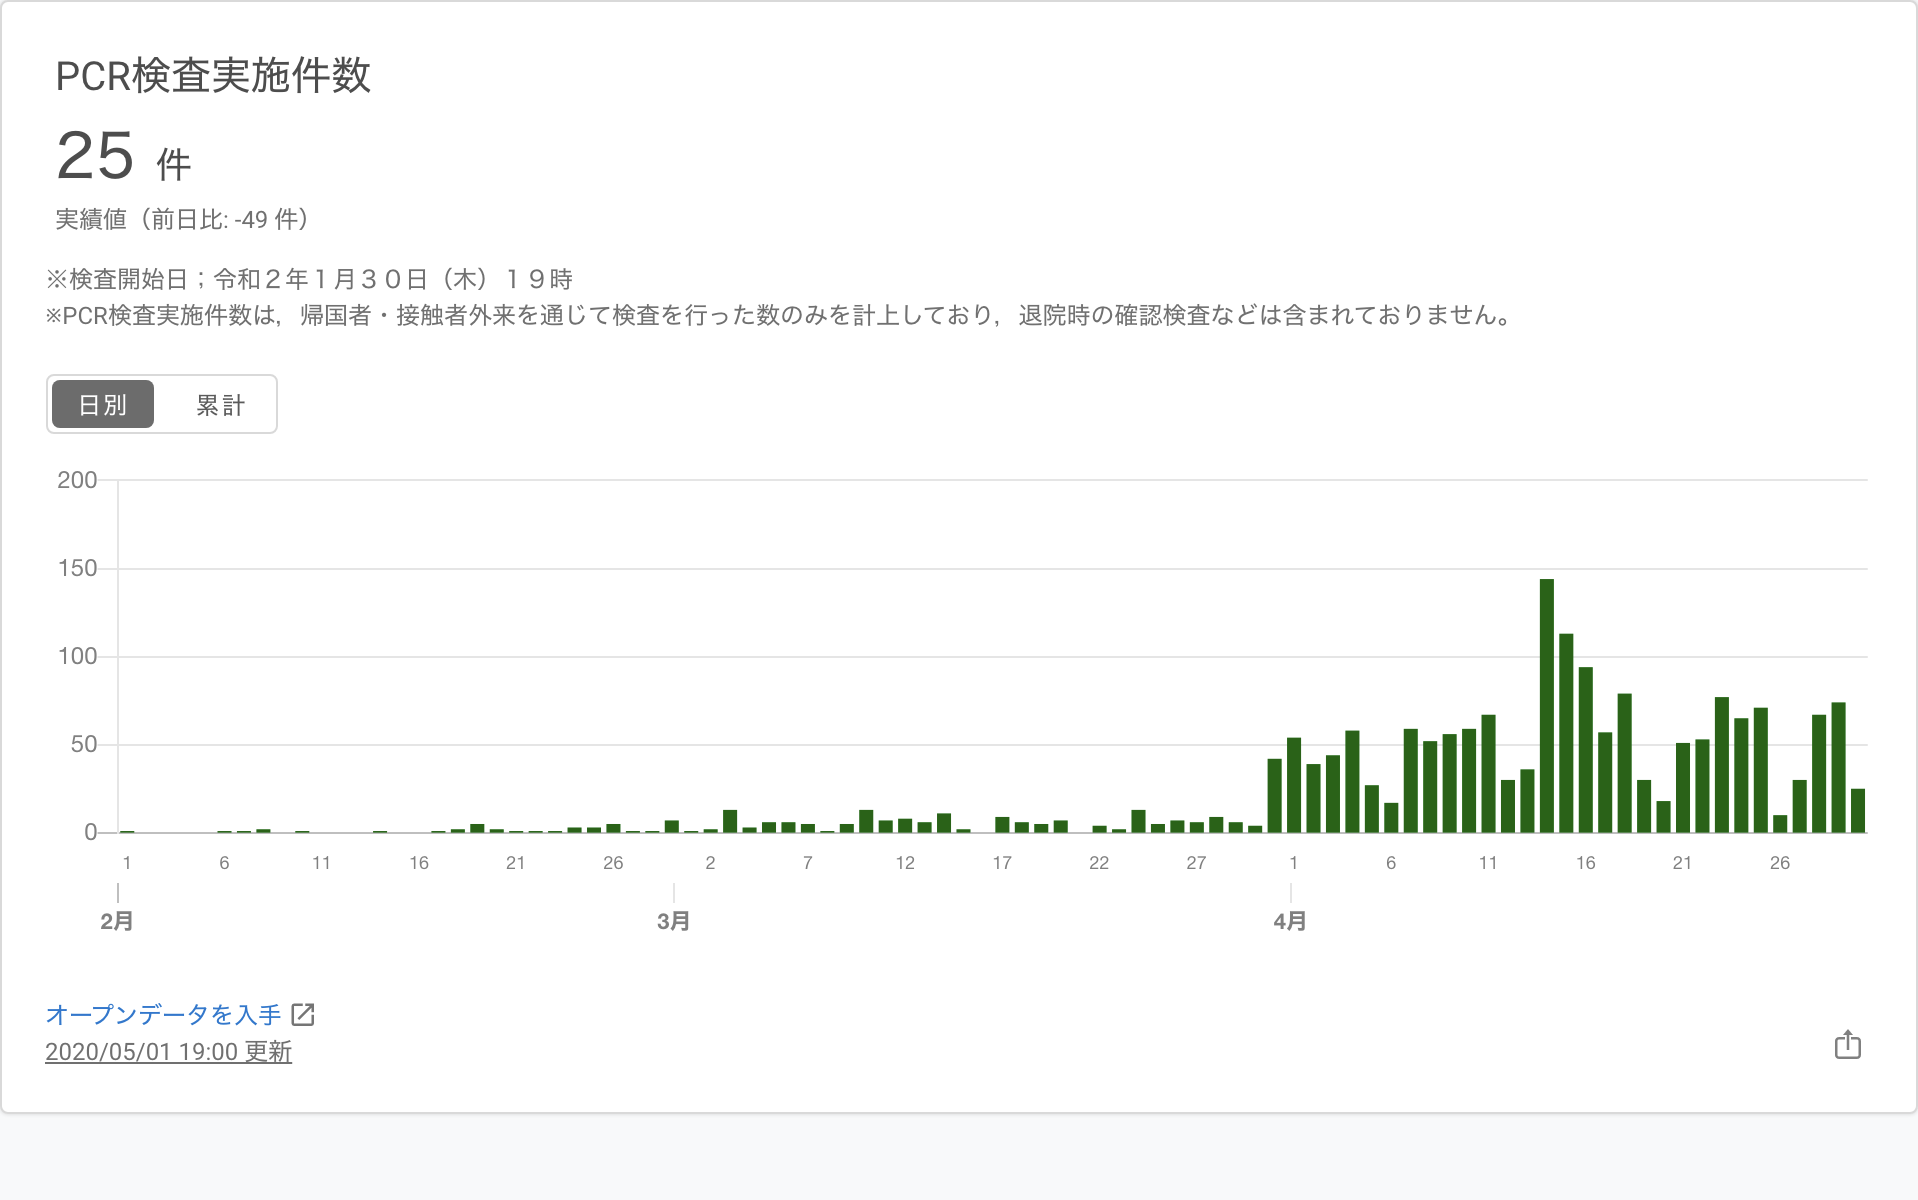 PCR検査実施件数
25 件
実績値（前日比: -49 件）
※検査開始日；令和２年１月３０日（木）１９時
※PCR検査実施件数は，帰国者・接触者外来を通じて検査を行った数のみを計上しており，退院時の確認検査などは含まれておりません。
日別 累計
200
150
100
50
0
1 6 11 16 21 26 2 7 12 17 22 27 1 6 11 16 21 26
2月 3月 4月
オープンデータを入手
2020/05/01 19:00 更新